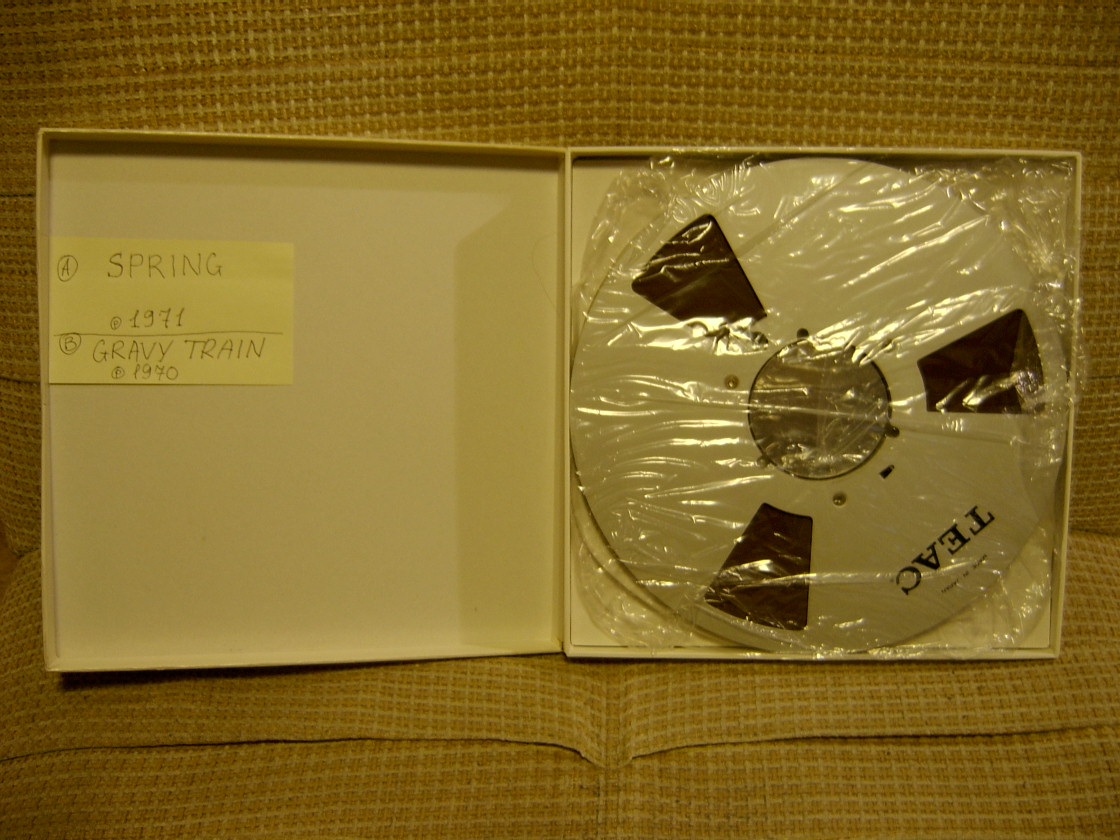 Ⓐ SPRING
℗ 1971
Ⓑ GRAVY TRAIN
℗ 1970
TEAC